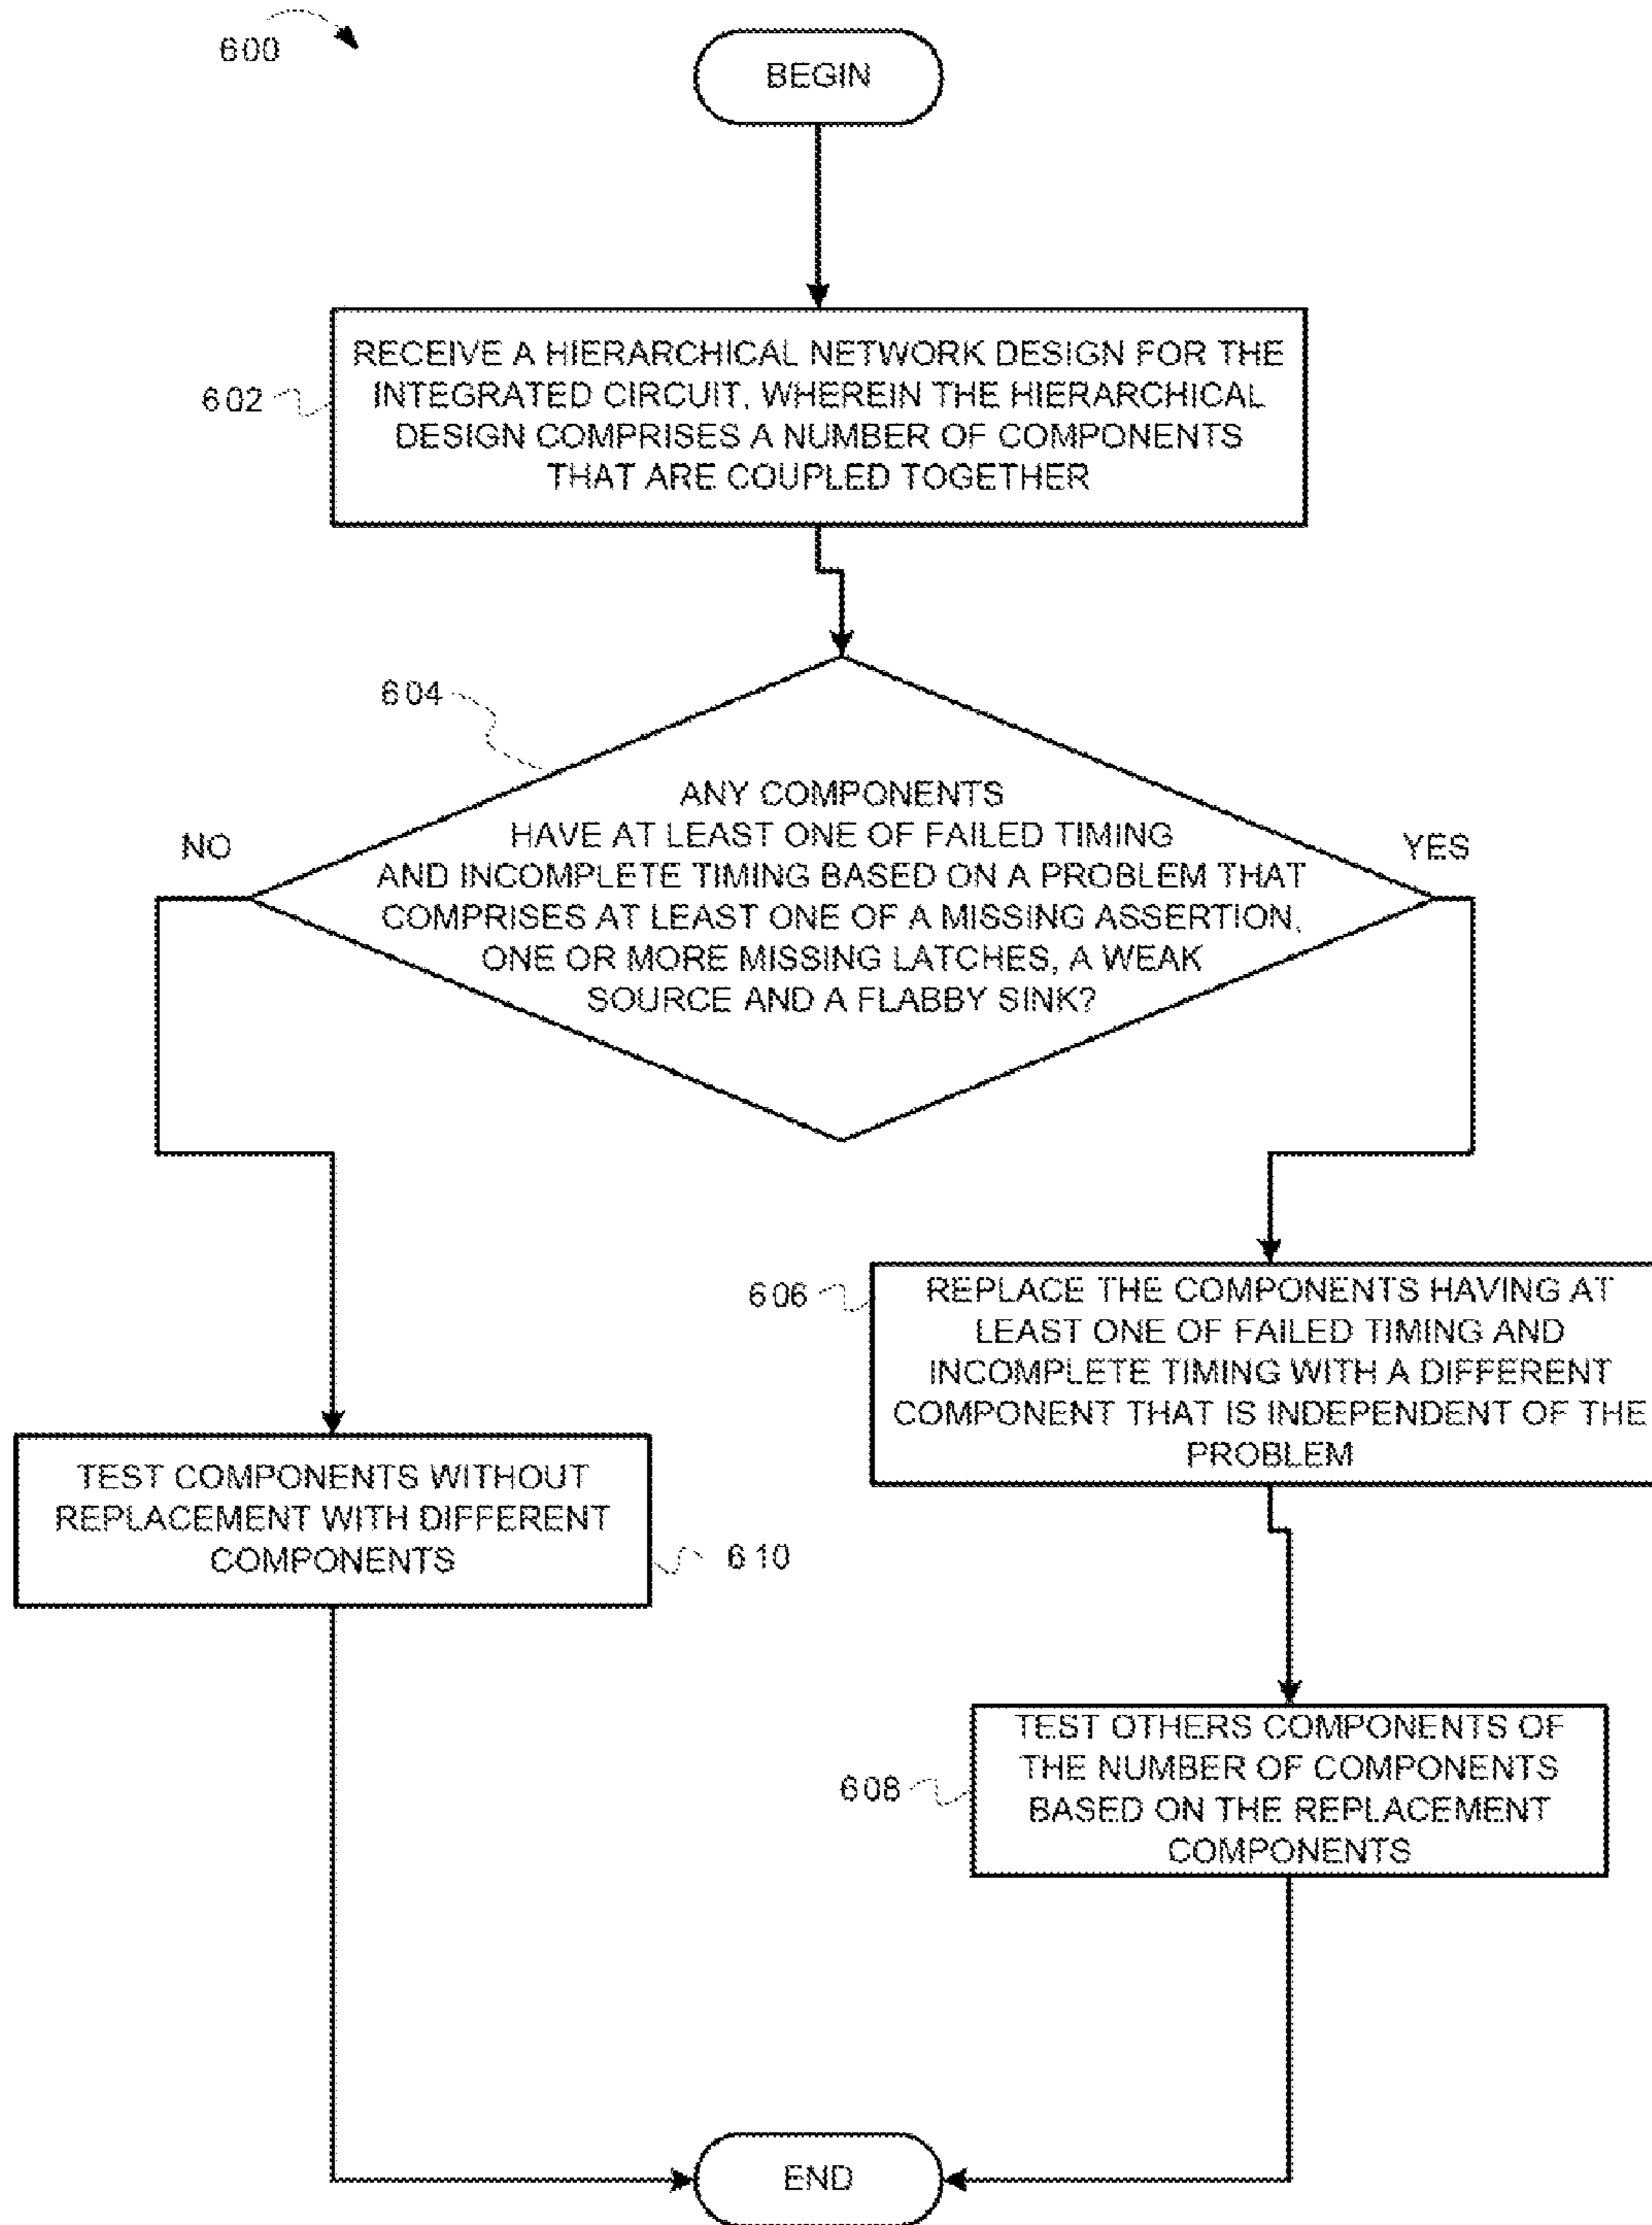 600
BEGIN
602
RECEIVE A HIERARCHICAL NETWORK DESIGN FOR THE
INTEGRATED CIRCUIT, WHEREIN THE HIERARCHICAL
DESIGN COMPRISES A NUMBER OF COMPONENTS
THAT ARE COUPLED TOGETHER
604
ANY COMPONENTS
HAVE AT LEAST ONE OF FAILED TIMING
AND INCOMPLETE TIMING BASED ON A PROBLEM THAT
COMPRISES AT LEAST ONE OF A MISSING ASSERTION,
ONE OR MORE MISSING LATCHES, A WEAK
SOURCE AND A FLABBY SINK?
NO
YES
606
REPLACE THE COMPONENTS HAVING AT
LEAST ONE OF FAILED TIMING AND
INCOMPLETE TIMING WITH A DIFFERENT
COMPONENT THAT IS INDEPENDENT OF THE
PROBLEM
TEST COMPONENTS WITHOUT
REPLACEMENT WITH DIFFERENT
COMPONENTS
610
608
TEST OTHERS COMPONENTS OF
THE NUMBER OF COMPONENTS
BASED ON THE REPLACEMENT
COMPONENTS
END